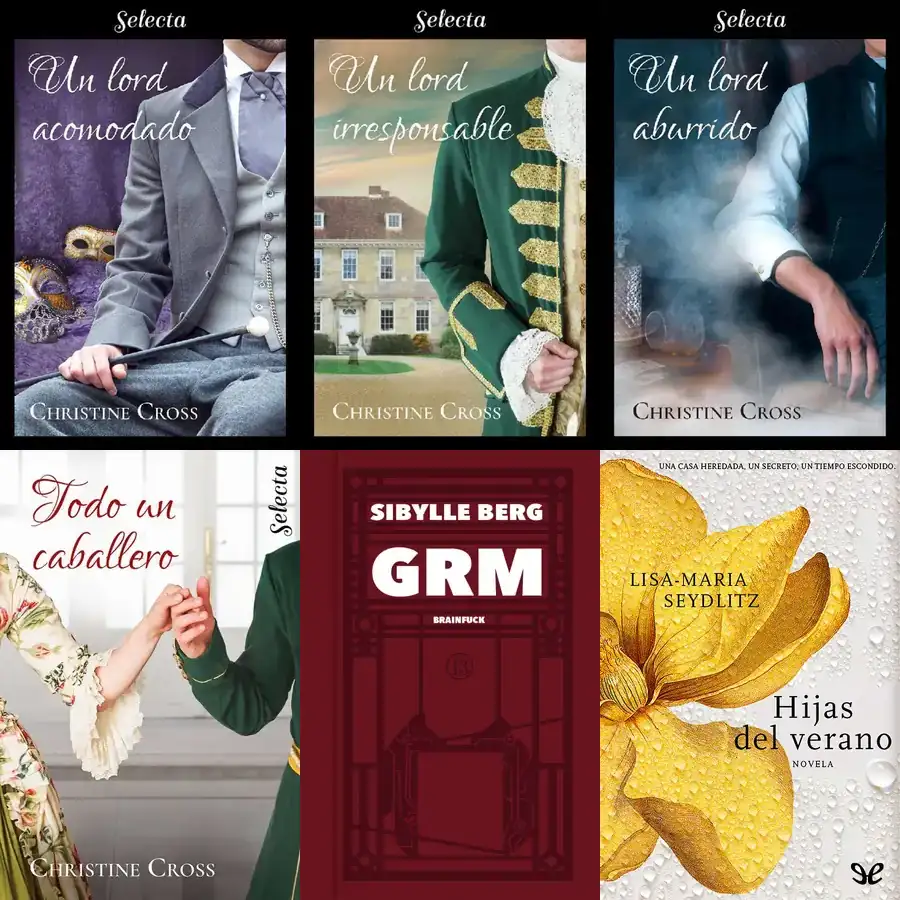 Selecta
Un lord
acomodado
Christine Cross
Selecta
Un lord
irresponsable
Christine Cross
Selecta
Un lord
aburrido
Christine Cross
Todo un
caballero
Selecta
Christine Cross
SIBYLLE BERG
GRM
BRAINFUCK
UNA CASA HEREDADA, UN SECRETO, UN TIEMPO ESCONDIDO.
LISA-MARIA
SEYDLITZ
Hijas
del verano
NOVELA